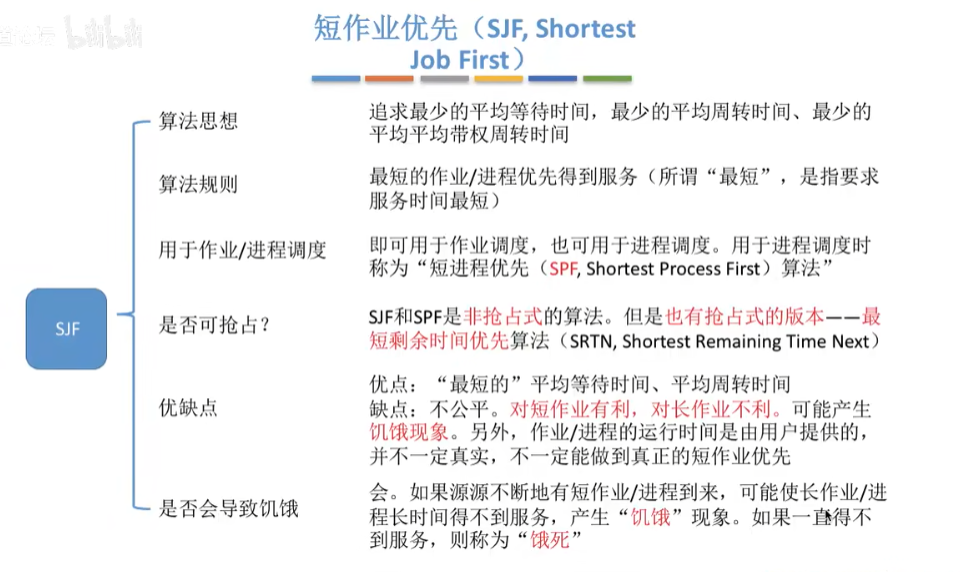 bilibili
短作业优先（SJF, Shortest
Job First）
SJF
算法思想
追求最少的平均等待时间，最少的平均周转时间、最少的
平均平均带权周转时间
算法规则
最短的作业/进程优先得到服务（所谓“最短”，是指要求
服务时间最短）
用于作业/进程调度
即可用于作业调度，也可用于进程调度。用于进程调度时
称为“短进程优先（SPF, Shortest Process First）算法”
是否可抢占？
SJF和SPF是非抢占式的算法。但是也有抢占式的版本——最
短剩余时间优先算法（SRTN, Shortest Remaining Time Next）
优缺点
优点：“最短的”平均等待时间、平均周转时间
缺点：不公平。对短作业有利，对长作业不利。可能产生
饥饿现象。另外，作业/进程的运行时间是由用户提供的，
并不一定真实，不一定能做到真正的短作业优先
是否会导致饥饿
会。如果源源不断地有短作业/进程到来，可能使长作业/进
程长时间得不到服务，产生“饥饿”现象。如果一直得不
到服务，则称为“饿死”